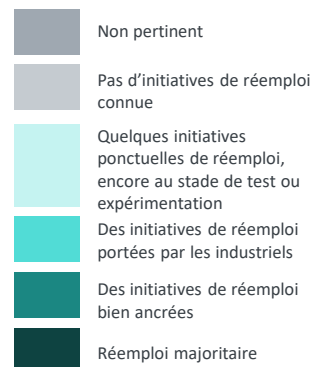 Non pertinent
Pas d'initiatives de réemploi
connue
Quelques initiatives
ponctuelles de réemploi,
encore au stade de test ou
expérimentation
Des initiatives de réemploi
portées par les industriels
Des initiatives de réemploi
bien ancrées
Réemploi majoritaire